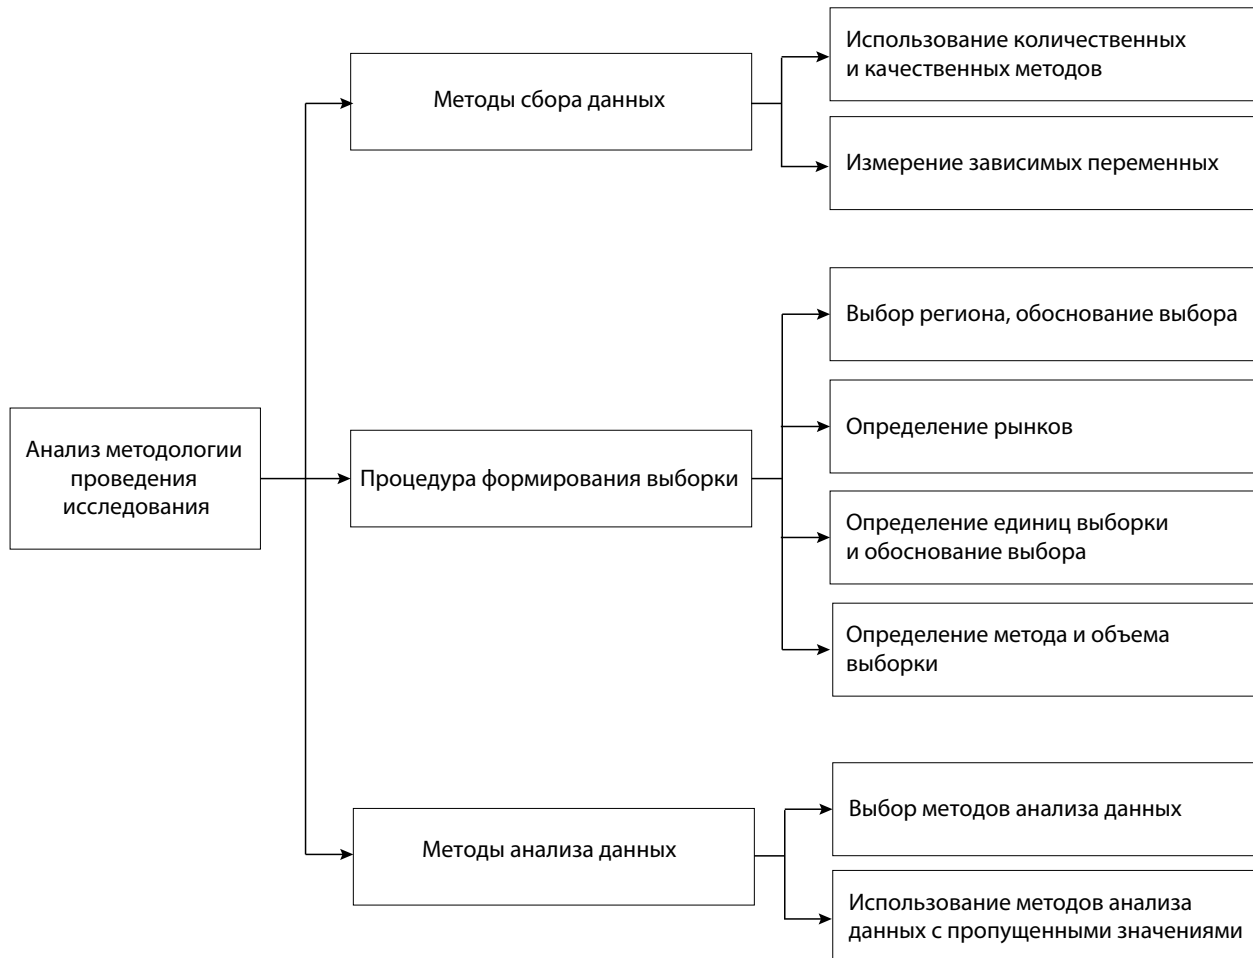 Анализ методологии
проведения
исследования
Методы сбора данных
Использование количественных
и качественных методов
Измерение зависимых переменных
Процедура формирования выборки
Выбор региона, обоснование выбора
Определение рынков
Определение единиц выборки
и обоснование выбора
Определение метода и объема
выборки
Методы анализа данных
Выбор методов анализа данных
Использование методов анализа
данных с пропущенными значениями